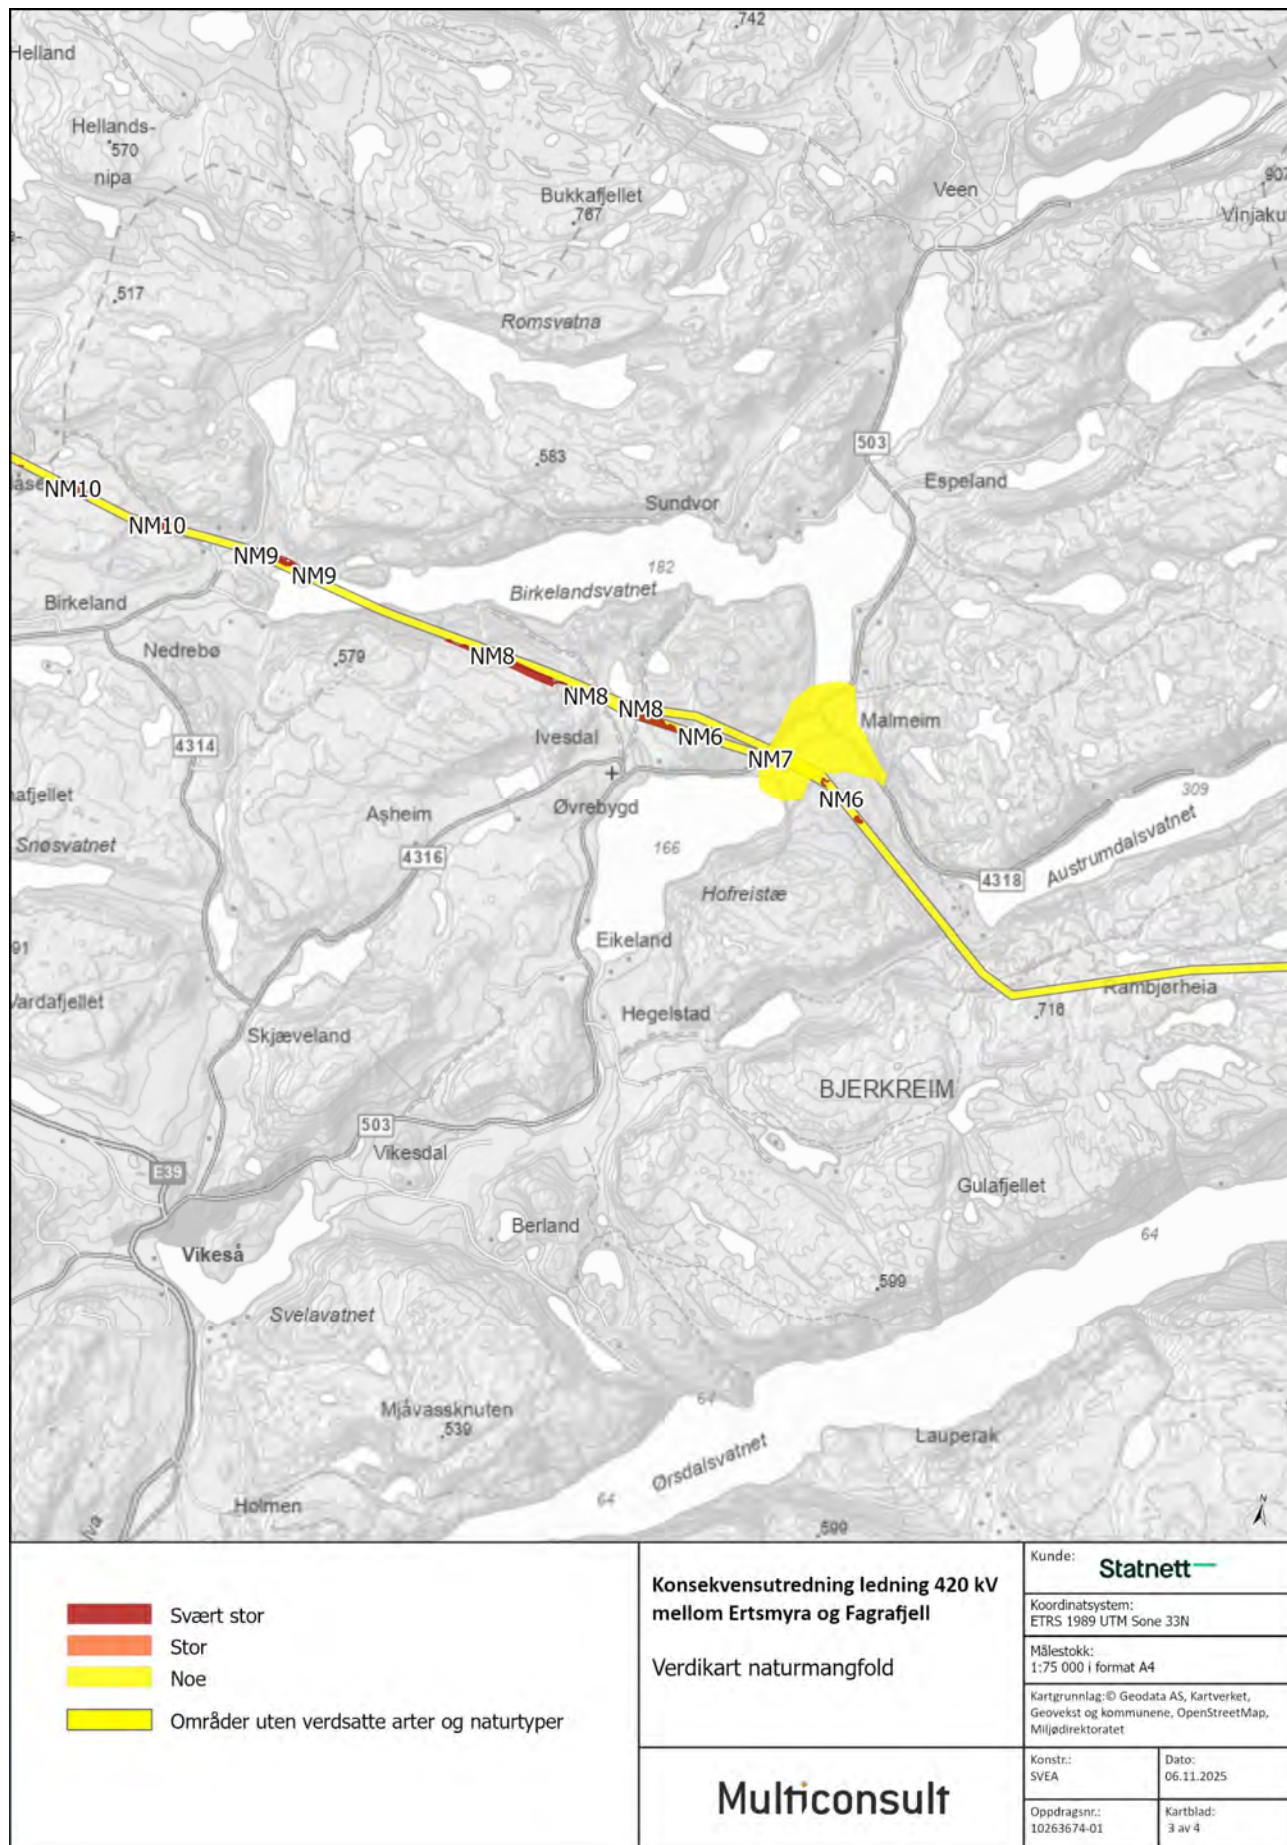 742
Helland
Hellands-
570
nipa
907
Veen
Bukkafjellet
767
Vinjaku
517
Romsvatna
503
583
Espeland
NM10
Sundvor
NM10
NM9
NM9
182
Birkelandsvatnet
Birkeland
Nedrebø
579
NM8
NM8
NM8
Malmeim
Ivesdal
NM6
4314
NM7
afjellet
Øvrebygd
NM6
309
Asheim
Snøsvatnet
4316
166
Austrumdalsvatnet
4318
Hofreistæ
91
Eikeland
Vardafjellet
Rambjørheia
Hegelstad
716
Skjæveland
BJERKREIM
503
Vikesdal
E39
Gulafjellet
Berland
64
Vikeså
599
Svelavatnet
64
Mjåvassknuten
539
Lauperak
Ørsdalsvatnet
64
Holmen
599
N
Svært stor
Stor
Noe
Områder uten verdsatte arter og naturtyper
Konsekvensutredning ledning 420 kV
mellom Ertsmyra og Fagrafjell
Verdikart naturmangfold
Multiconsult
Kunde:
Statnett
Koordinatsystem:
ETRS 1989 UTM Sone 33N
Målestokk:
1:75 000 i format A4
Kartgrunnlag:© Geodata AS, Kartverket,
Geovekst og kommunene, OpenStreetMap,
Miljødirektoratet
Konstr.:
SVEA
Dato:
06.11.2025
Oppdragsnr.:
10263674-01
Kartblad:
3 av 4